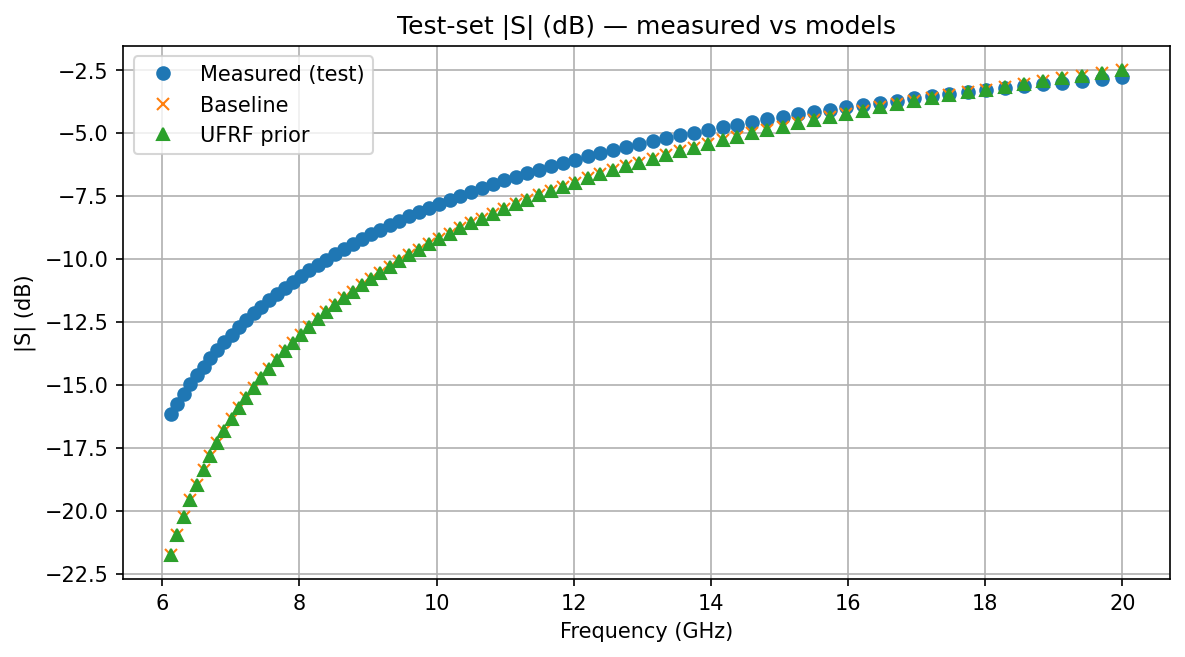 Test-set |S| (dB) — measured vs models
Measured (test)
Baseline
UFRF prior
|S| (dB)
−2.5
−5.0
−7.5
−10.0
−12.5
−15.0
−17.5
−20.0
−22.5
6 8 10 12 14 16 18 20
Frequency (GHz)